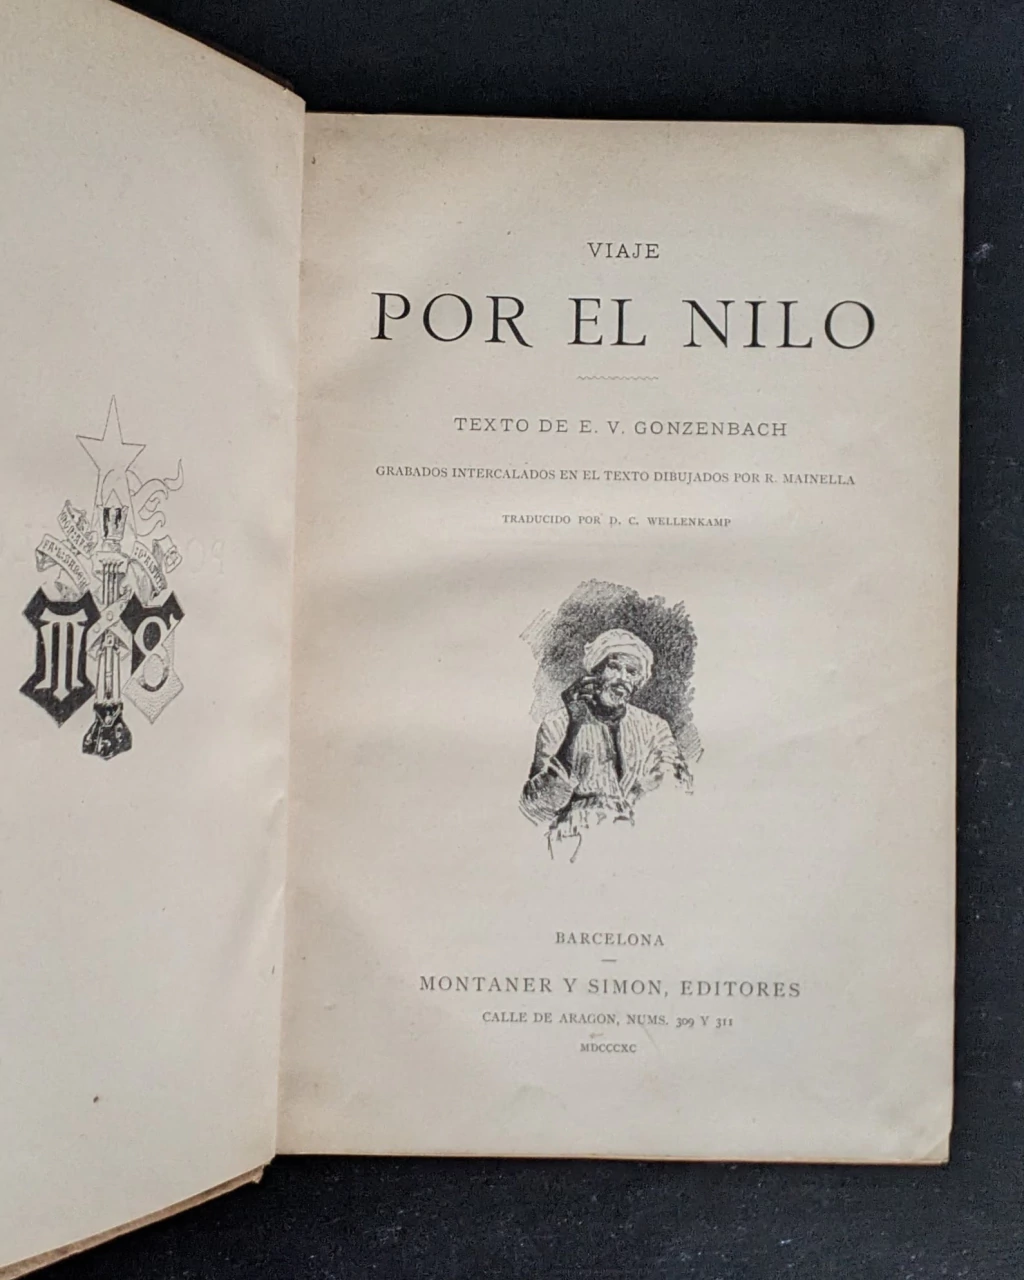 M S
VIAJE
POR EL NILO
TEXTO DE E. V. GONZENBACH
GRABADOS INTERCALADOS EN EL TEXTO DIBUJADOS POR R. MAINELLA
TRADUCIDO POR D. C. WELLENKAMP
BARCELONA
MONTANER Y SIMON, EDITORES
CALLE DE ARAGON, NUMS. 309 Y 311
MDCCCXC